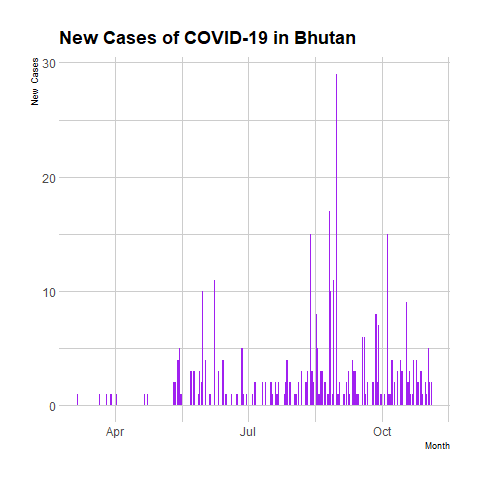 New Cases of COVID-19 in Bhutan
New Cases
30
20
10
0
Apr
Jul
Oct
Month